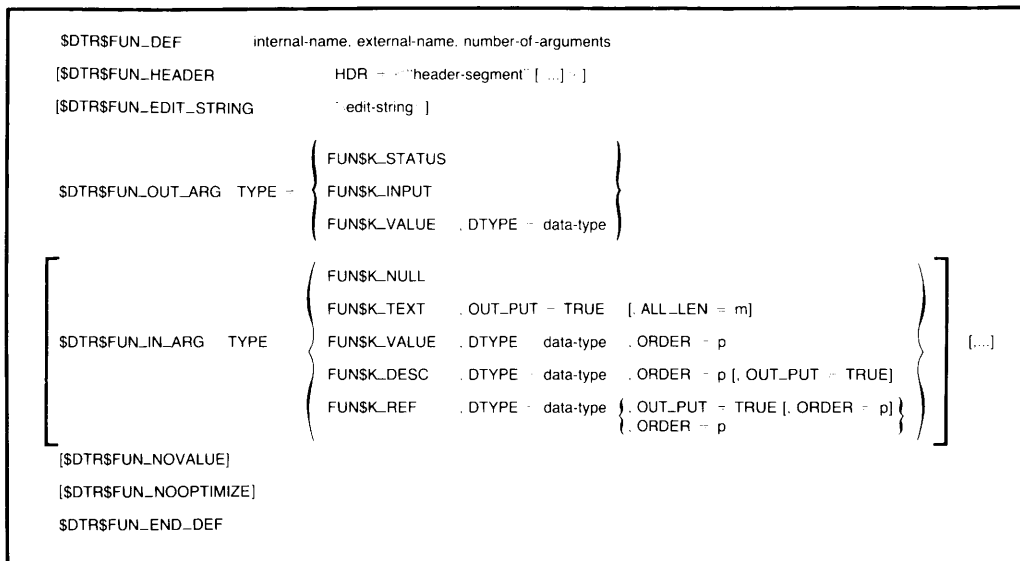 $DTR$FUN_DEF internal-name, external-name, number-of-arguments
[$DTR$FUN_HEADER HDR = "header-segment" [ ...] ]
[$DTR$FUN_EDIT_STRING edit-string ]
FUN$K_STATUS
$DTR$FUN_OUT_ARG TYPE = FUN$K_INPUT
FUN$K_VALUE , DTYPE = data-type
FUN$K_NULL
FUN$K_TEXT , OUT_PUT = TRUE [, ALL_LEN = m]
$DTR$FUN_IN_ARG TYPE FUN$K_VALUE , DTYPE data-type , ORDER = p [,...]
FUN$K_DESC , DTYPE = data-type , ORDER = p [, OUT_PUT = TRUE]
FUN$K_REF , DTYPE = data-type { , OUT_PUT = TRUE [, ORDER = p] }
, ORDER = p
[$DTR$FUN_NOVALUE]
[$DTR$FUN_NOOPTIMIZE]
$DTR$FUN_END_DEF